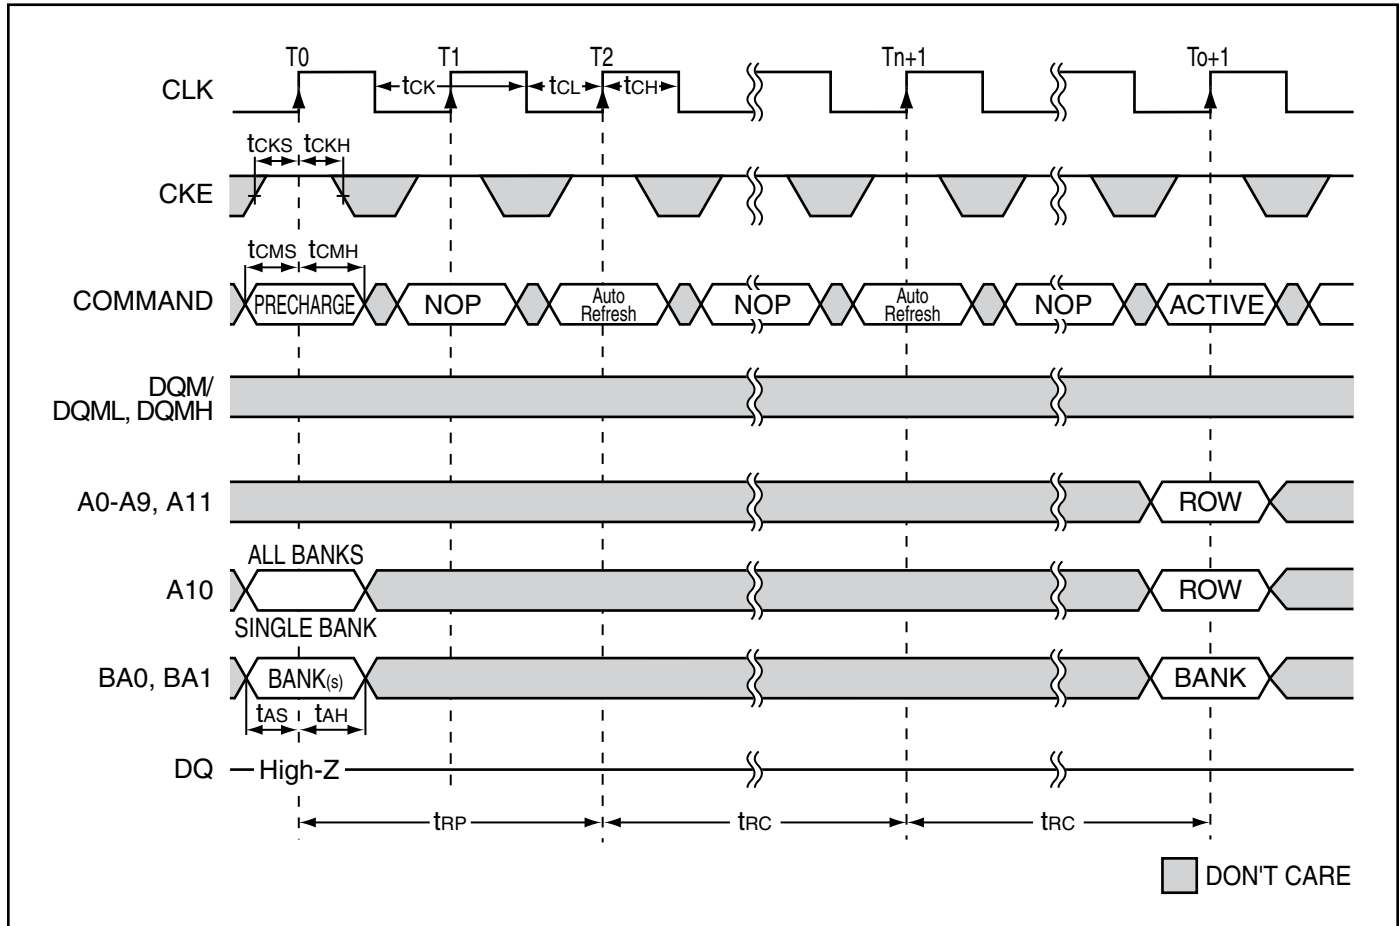 T0 T1 T2 Tn+1 To+1
CLK tCK tCL tCH
tCKS tCKH
CKE
tCMS tCMH
COMMAND PRECHARGE NOP Auto Refresh NOP Auto Refresh NOP ACTIVE
DQM/
DQML, DQMH
A0-A9, A11 ROW
ALL BANKS
A10 ROW
SINGLE BANK
BA0, BA1 BANK(s) BANK
tAS tAH
DQ High-Z
tRP tRC tRC
DON'T CARE